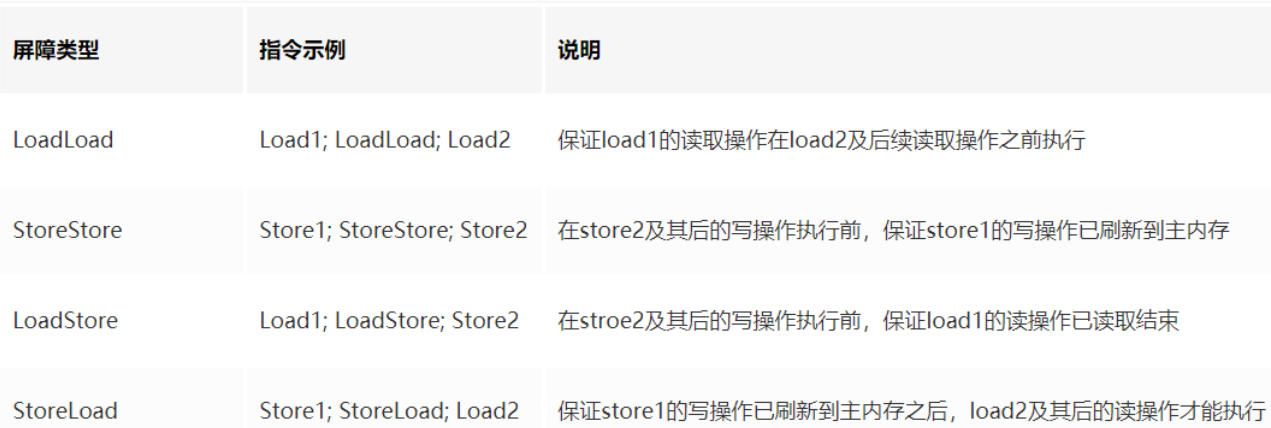 屏障类型 指令示例 说明
LoadLoad Load1; LoadLoad; Load2 保证load1的读取操作在load2及后续读取操作之前执行
StoreStore Store1; StoreStore; Store2 在store2及其后的写操作执行前，保证store1的写操作已刷新到主内存
LoadStore Load1; LoadStore; Store2 在stroe2及其后的写操作执行前，保证load1的读操作已读取结束
StoreLoad Store1; StoreLoad; Load2 保证store1的写操作已刷新到主内存之后，load2及其后的读操作才能执行